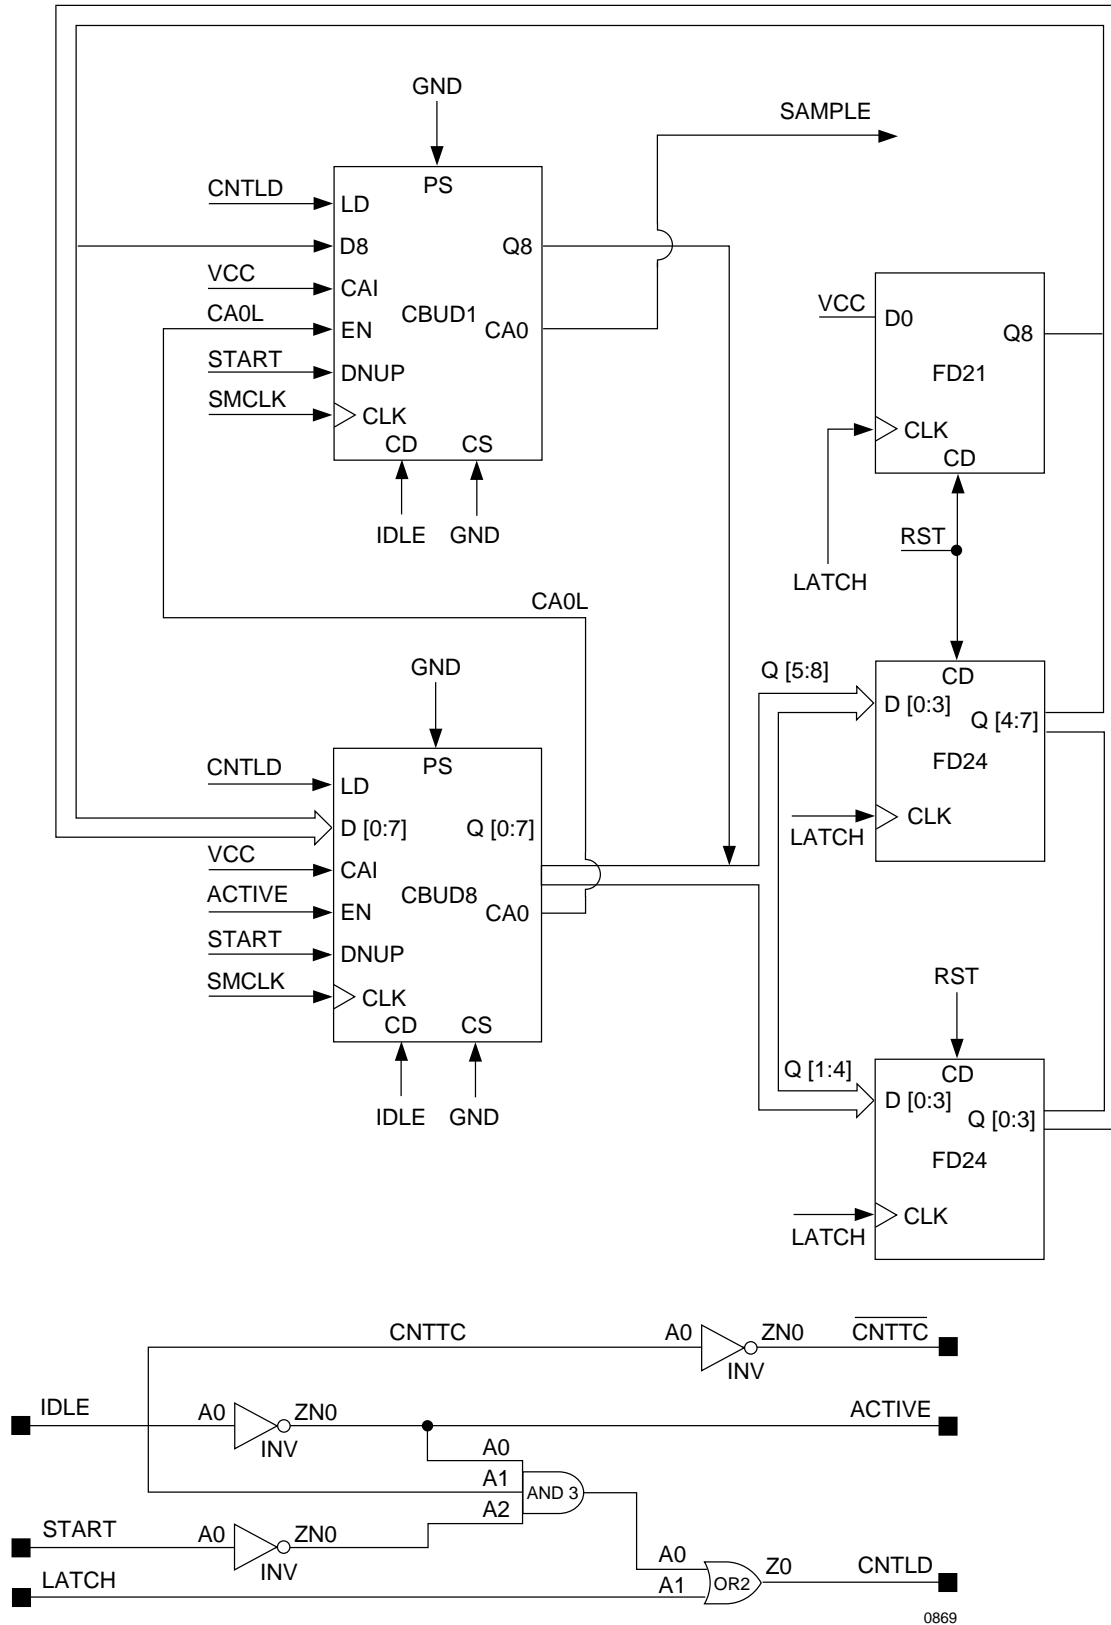 GND
SAMPLE
PS
CNTLD
LD
D8
Q8
VCC
CAI
CBUD1
CA0L
EN
CA0
START
DNUP
SMCLK
CLK
CD
CS
IDLE
GND
VCC
D0
Q8
FD21
CLK
CD
RST
LATCH
CA0L
GND
PS
CNTLD
LD
D [0:7]
Q [0:7]
VCC
CAI
CBUD8
ACTIVE
EN
CA0
START
DNUP
SMCLK
CLK
CD
CS
IDLE
GND
Q [5:8]
CD
D [0:3]
Q [4:7]
FD24
CLK
LATCH
RST
Q [1:4]
CD
D [0:3]
Q [0:3]
FD24
CLK
LATCH
CNTTC
A0
ZN0
CNTTC
INV
IDLE
A0
ZN0
ACTIVE
INV
A0
A1
AND 3
A2
START
A0
ZN0
INV
LATCH
A0
A1
OR2
Z0
CNTLD
0869